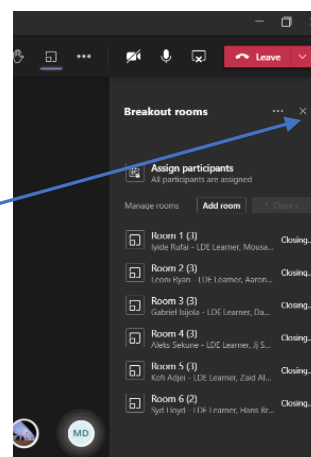 Leave
Breakout rooms
Assign participants
All participants are assigned
Manage rooms Add room Close r...
Room 1 (3)
Iyide Rufai - LDE Learner, Mousa... Closing...
Room 2 (3)
Leoni Ryan - LDE Learner, Aaron... Closing...
Room 3 (3)
Gabriel Isijola - LDE Learner, Da... Closing...
Room 4 (3)
Aleks Sekune - LDE Learner, Ji S... Closing...
Room 5 (3)
Kofi Adjei - LDE Learner, Zaid Al... Closing...
Room 6 (2)
Syd Lloyd - LDE Learner, Hans Br... Closing...
MD